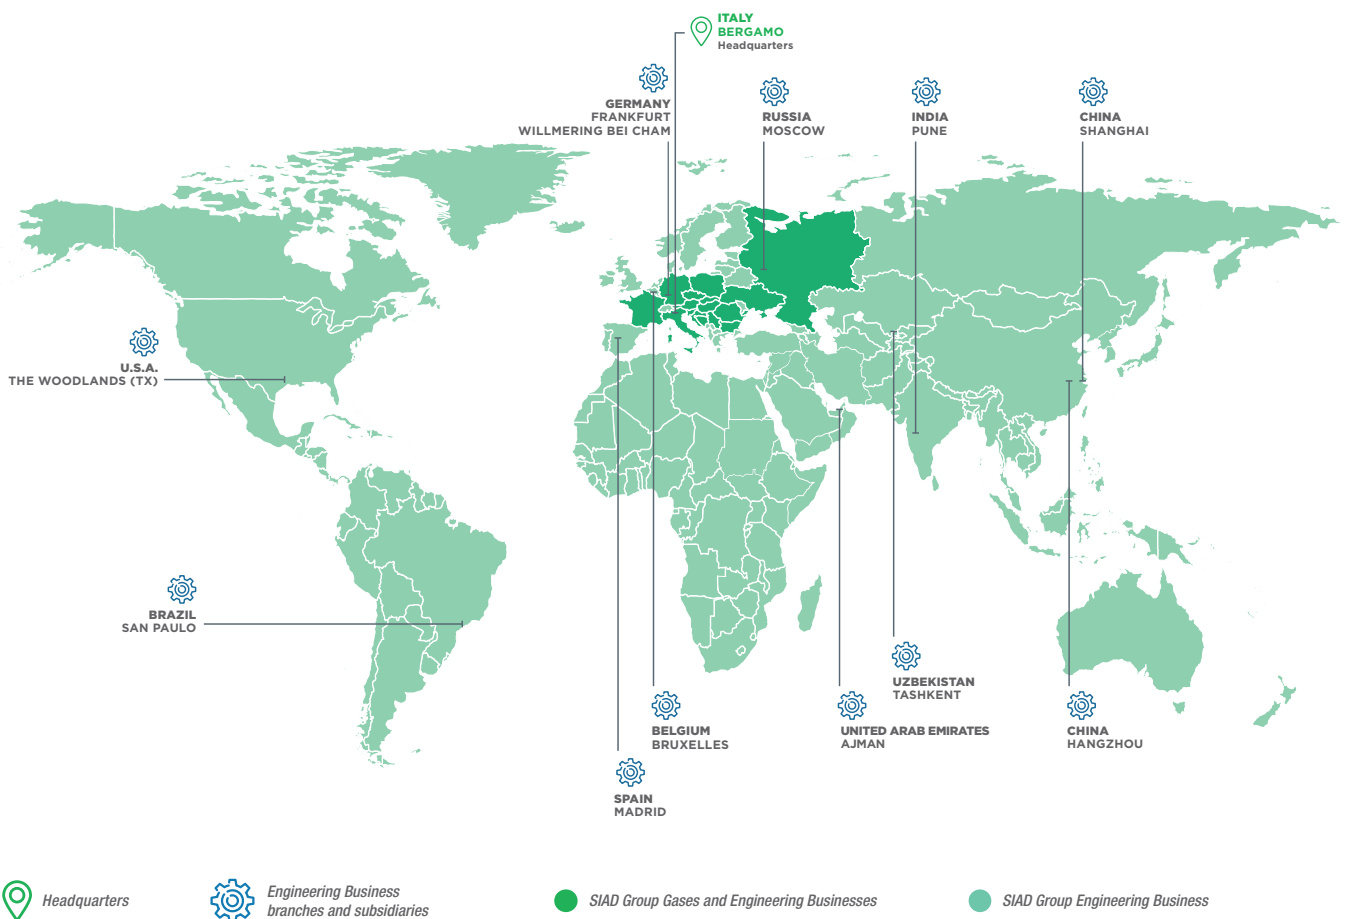 ITALY
BERGAMO
Headquarters
GERMANY
FRANKFURT
WILLMERING BEI CHAM
RUSSIA
MOSCOW
INDIA
PUNE
CHINA
SHANGHAI
U.S.A.
THE WOODLANDS (TX)
BRAZIL
SAN PAULO
UZBEKISTAN
TASHKENT
BELGIUM
BRUXELLES
UNITED ARAB EMIRATES
AJMAN
CHINA
HANGZHOU
SPAIN
MADRID
Headquarters
Engineering Business
branches and subsidiaries
SIAD Group Gases and Engineering Businesses
SIAD Group Engineering Business